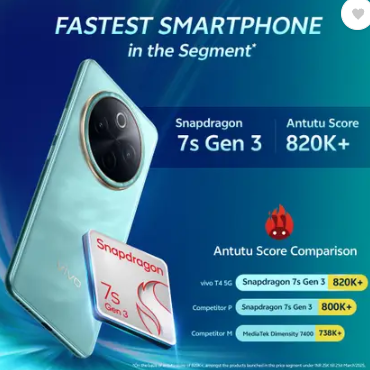 FASTEST SMARTPHONE
in the Segment*
Snapdragon
7s Gen 3
Antutu Score
820K+
Snapdragon
7s
Gen 3
vivo
Antutu Score Comparison
vivo T4 5G Snapdragon 7s Gen 3 820K+
Competitor P Snapdragon 7s Gen 3 800K+
Competitor M MediaTek Dimensity 7400 738K+